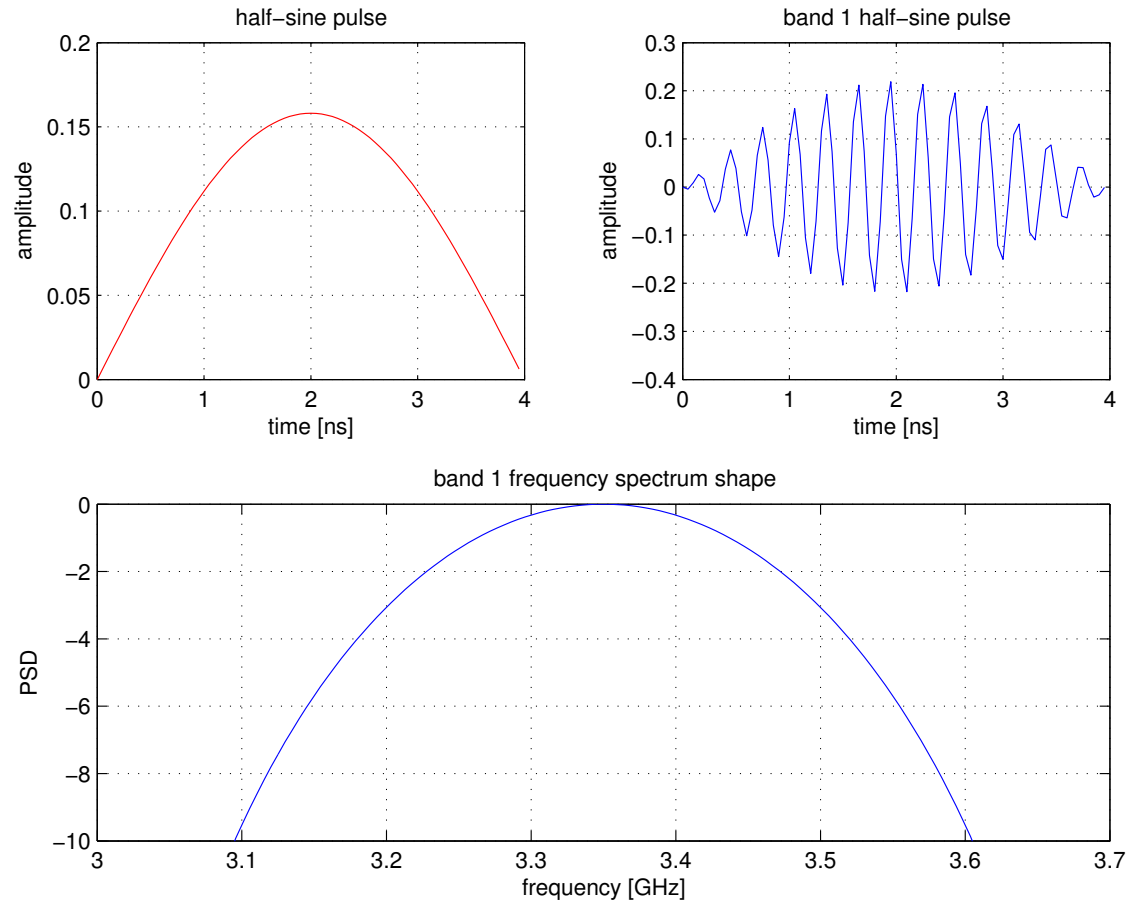 half−sine pulse
0.2
0.15
0.1
0.05
0
0 1 2 3 4
amplitude
time [ns]
band 1 half−sine pulse
0.3
0.2
0.1
0
−0.1
−0.2
−0.3
−0.4
0 1 2 3 4
amplitude
time [ns]
band 1 frequency spectrum shape
0
−2
−4
−6
−8
−10
3 3.1 3.2 3.3 3.4 3.5 3.6 3.7
PSD
frequency [GHz]